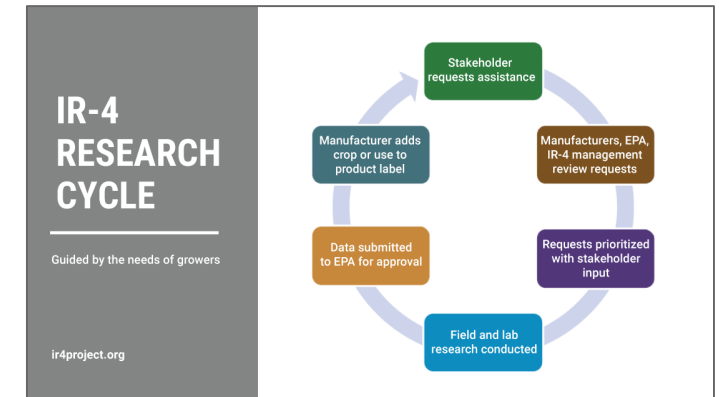 IR-4
RESEARCH
CYCLE
Guided by the needs of growers
ir4project.org
Stakeholder
requests assistance
Manufacturers, EPA,
IR-4 management
review requests
Requests prioritized
with stakeholder
input
Field and lab
research conducted
Data submitted
to EPA for approval
Manufacturer adds
crop or use to
product label